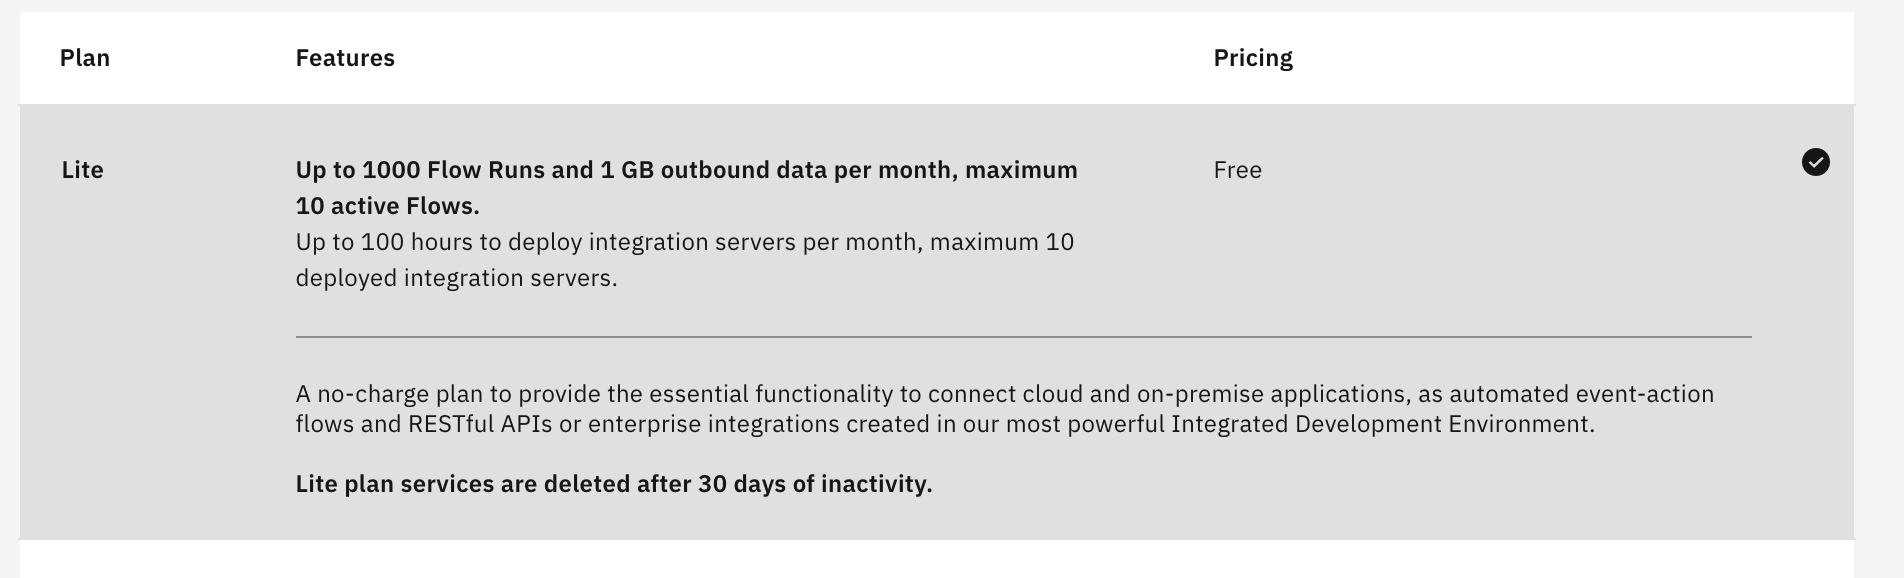 Plan
Features
Pricing
Lite
Up to 1000 Flow Runs and 1 GB outbound data per month, maximum
10 active Flows.
Up to 100 hours to deploy integration servers per month, maximum 10
deployed integration servers.
Free
A no-charge plan to provide the essential functionality to connect cloud and on-premise applications, as automated event-action
flows and RESTful APIs or enterprise integrations created in our most powerful Integrated Development Environment.
Lite plan services are deleted after 30 days of inactivity.